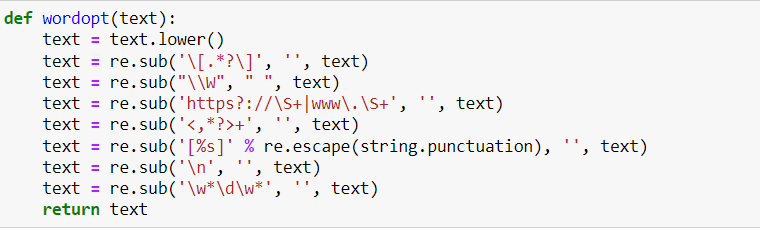 def wordopt(text):
    text = text.lower()
    text = re.sub('\[.*?\]', '', text)
    text = re.sub("\\W", " ", text)
    text = re.sub('https?://\S+|www\.\S+', '', text)
    text = re.sub('<,*?>+', '', text)
    text = re.sub('[%s]' % re.escape(string.punctuation), '', text)
    text = re.sub('\n', '', text)
    text = re.sub('\w*\d\w*', '', text)
    return text